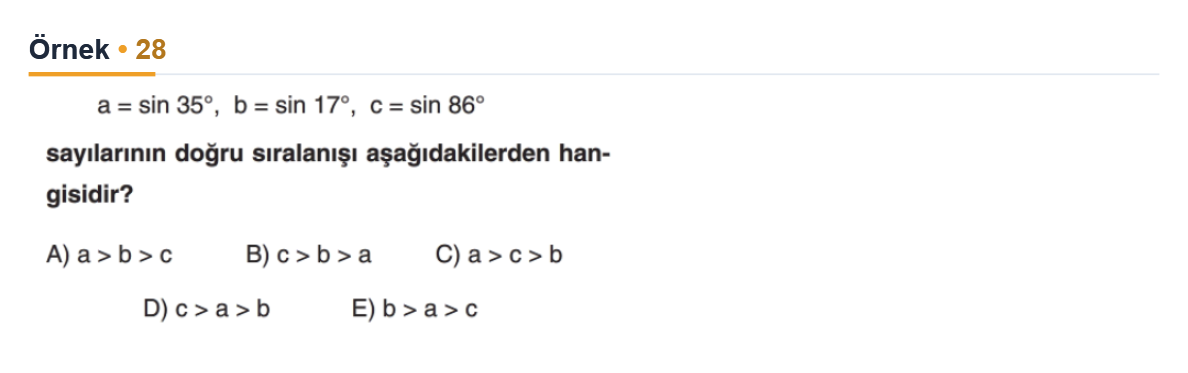 Örnek • 28
a = sin 35°, b = sin 17°, c = sin 86°
sayılarının doğru sıralanışı aşağıdakilerden han-
gisidir?
A) a > b > c B) c > b > a C) a > c > b
D) c > a > b E) b > a > c